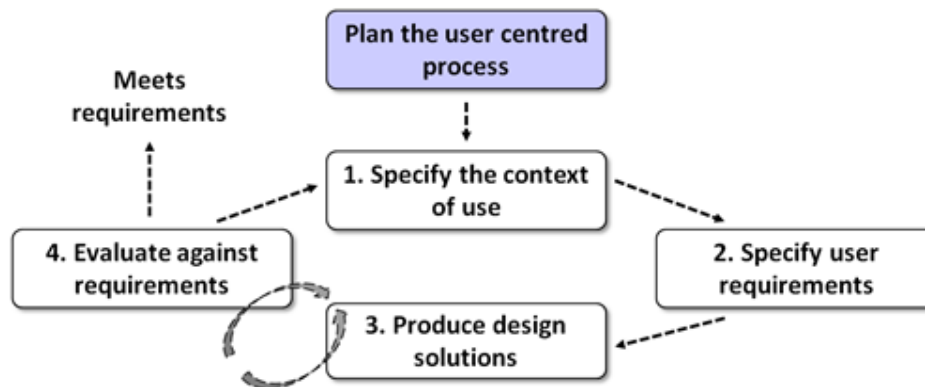 Plan the user centred
process
Meets
requirements
1. Specify the context
of use
4. Evaluate against
requirements
2. Specify user
requirements
3. Produce design
solutions